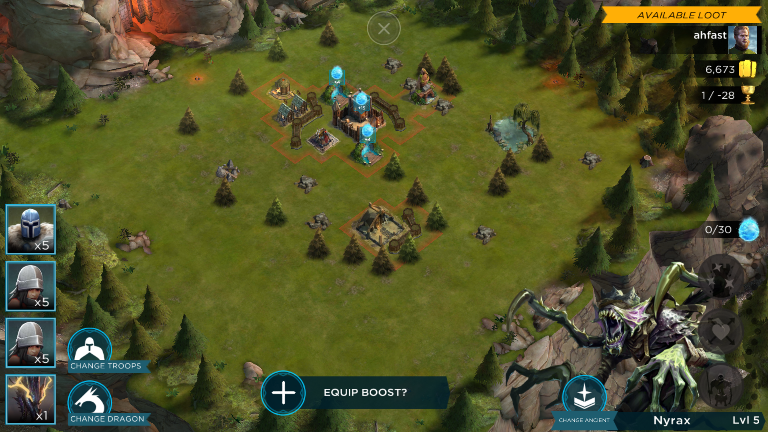 AVAILABLE LOOT
ahfast
6,673
1 / -28
0/30
x5
x5
x5
x1
CHANGE TROOPS
CHANGE DRAGON
EQUIP BOOST?
CHANGE ANCIENT
Nyrax
Lvl 5